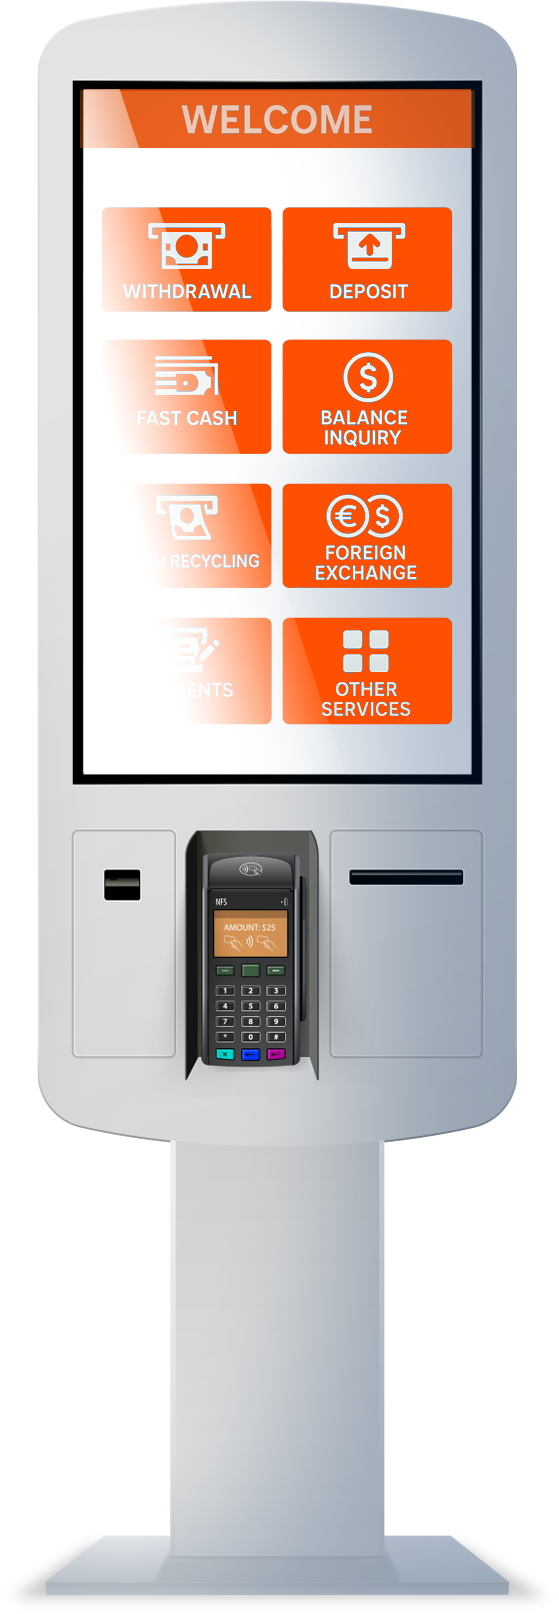 WELCOME
WITHDRAWAL
DEPOSIT
FAST CASH
BALANCE
INQUIRY
RECYCLING
FOREIGN
EXCHANGE
OTHER
SERVICES
NFS
AMOUNT: $25
1 2 3
4 5 6
7 8 9
* 0 #